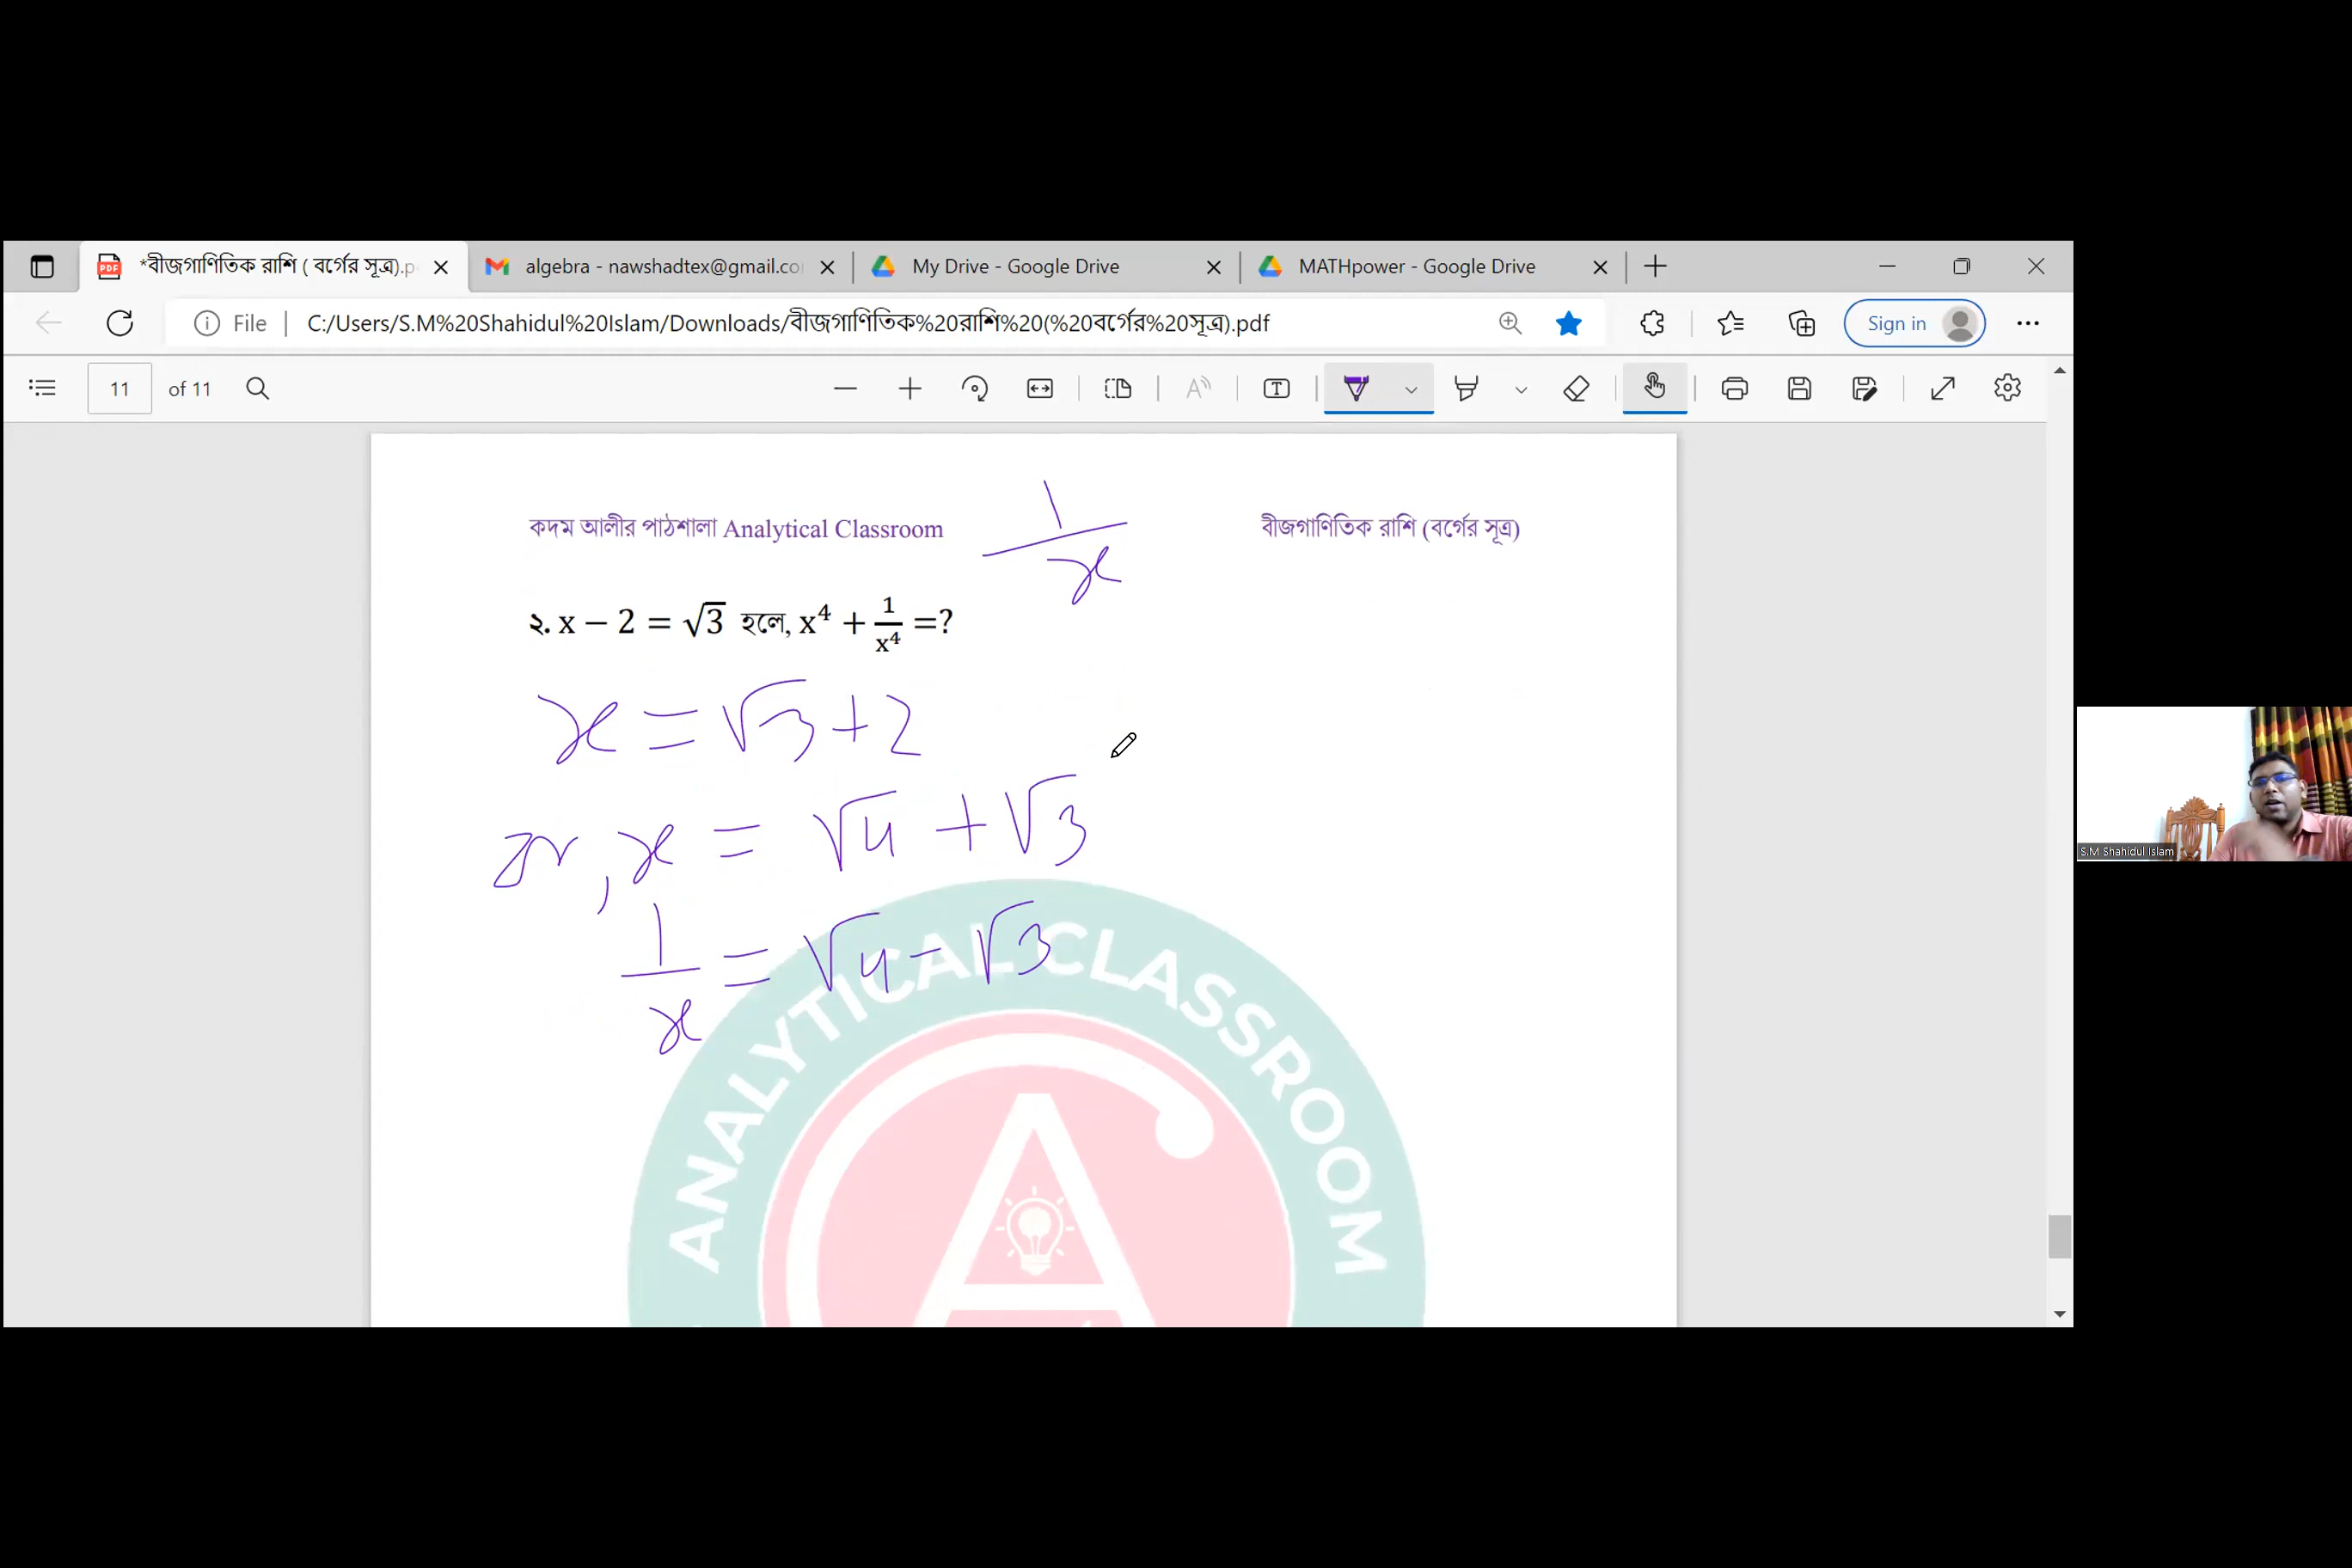 *বীজগাণিতিক রাশি ( বর্গের সূত্র).p
algebra - nawshadtex@gmail.co
My Drive - Google Drive
MATHpower - Google Drive
File
C:/Users/S.M%20Shahidul%20Islam/Downloads/বীজগাণিতিক%20রাশি%20(%20বর্গের%20সূত্র).pdf
Sign in
11 of 11
কদম আলীর পাঠশালা Analytical Classroom
1/x
বীজগাণিতিক রাশি (বর্গের সূত্র)
২. x − 2 = √3 হলে, x⁴ + 1/x⁴ =?
x = √3 + 2
or, x = √4 + √3
1/x = √4 − √3
ANALYTICAL CLASSROOM
S.M Shahidul Islam